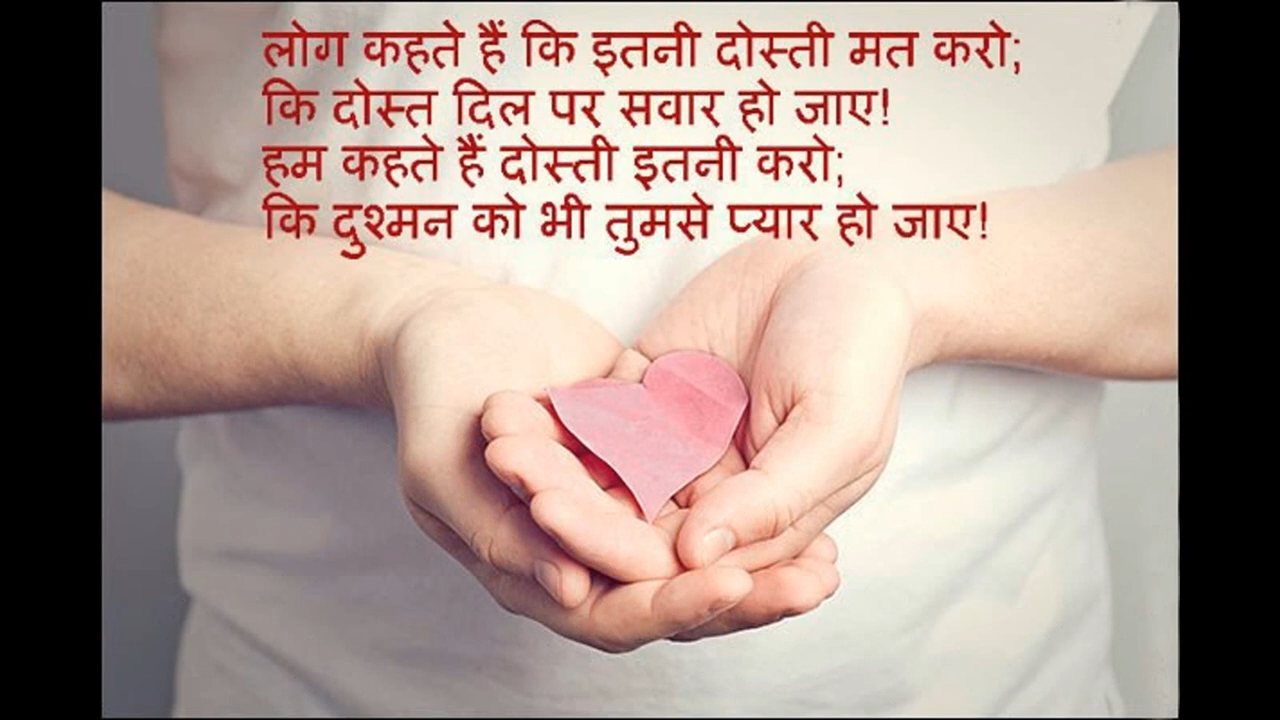 लोग कहते हैं कि इतनी दोस्ती मत करो;
कि दोस्त दिल पर सवार हो जाए!
हम कहते हैं दोस्ती इतनी करो;
कि दुश्मन को भी तुमसे प्यार हो जाए!